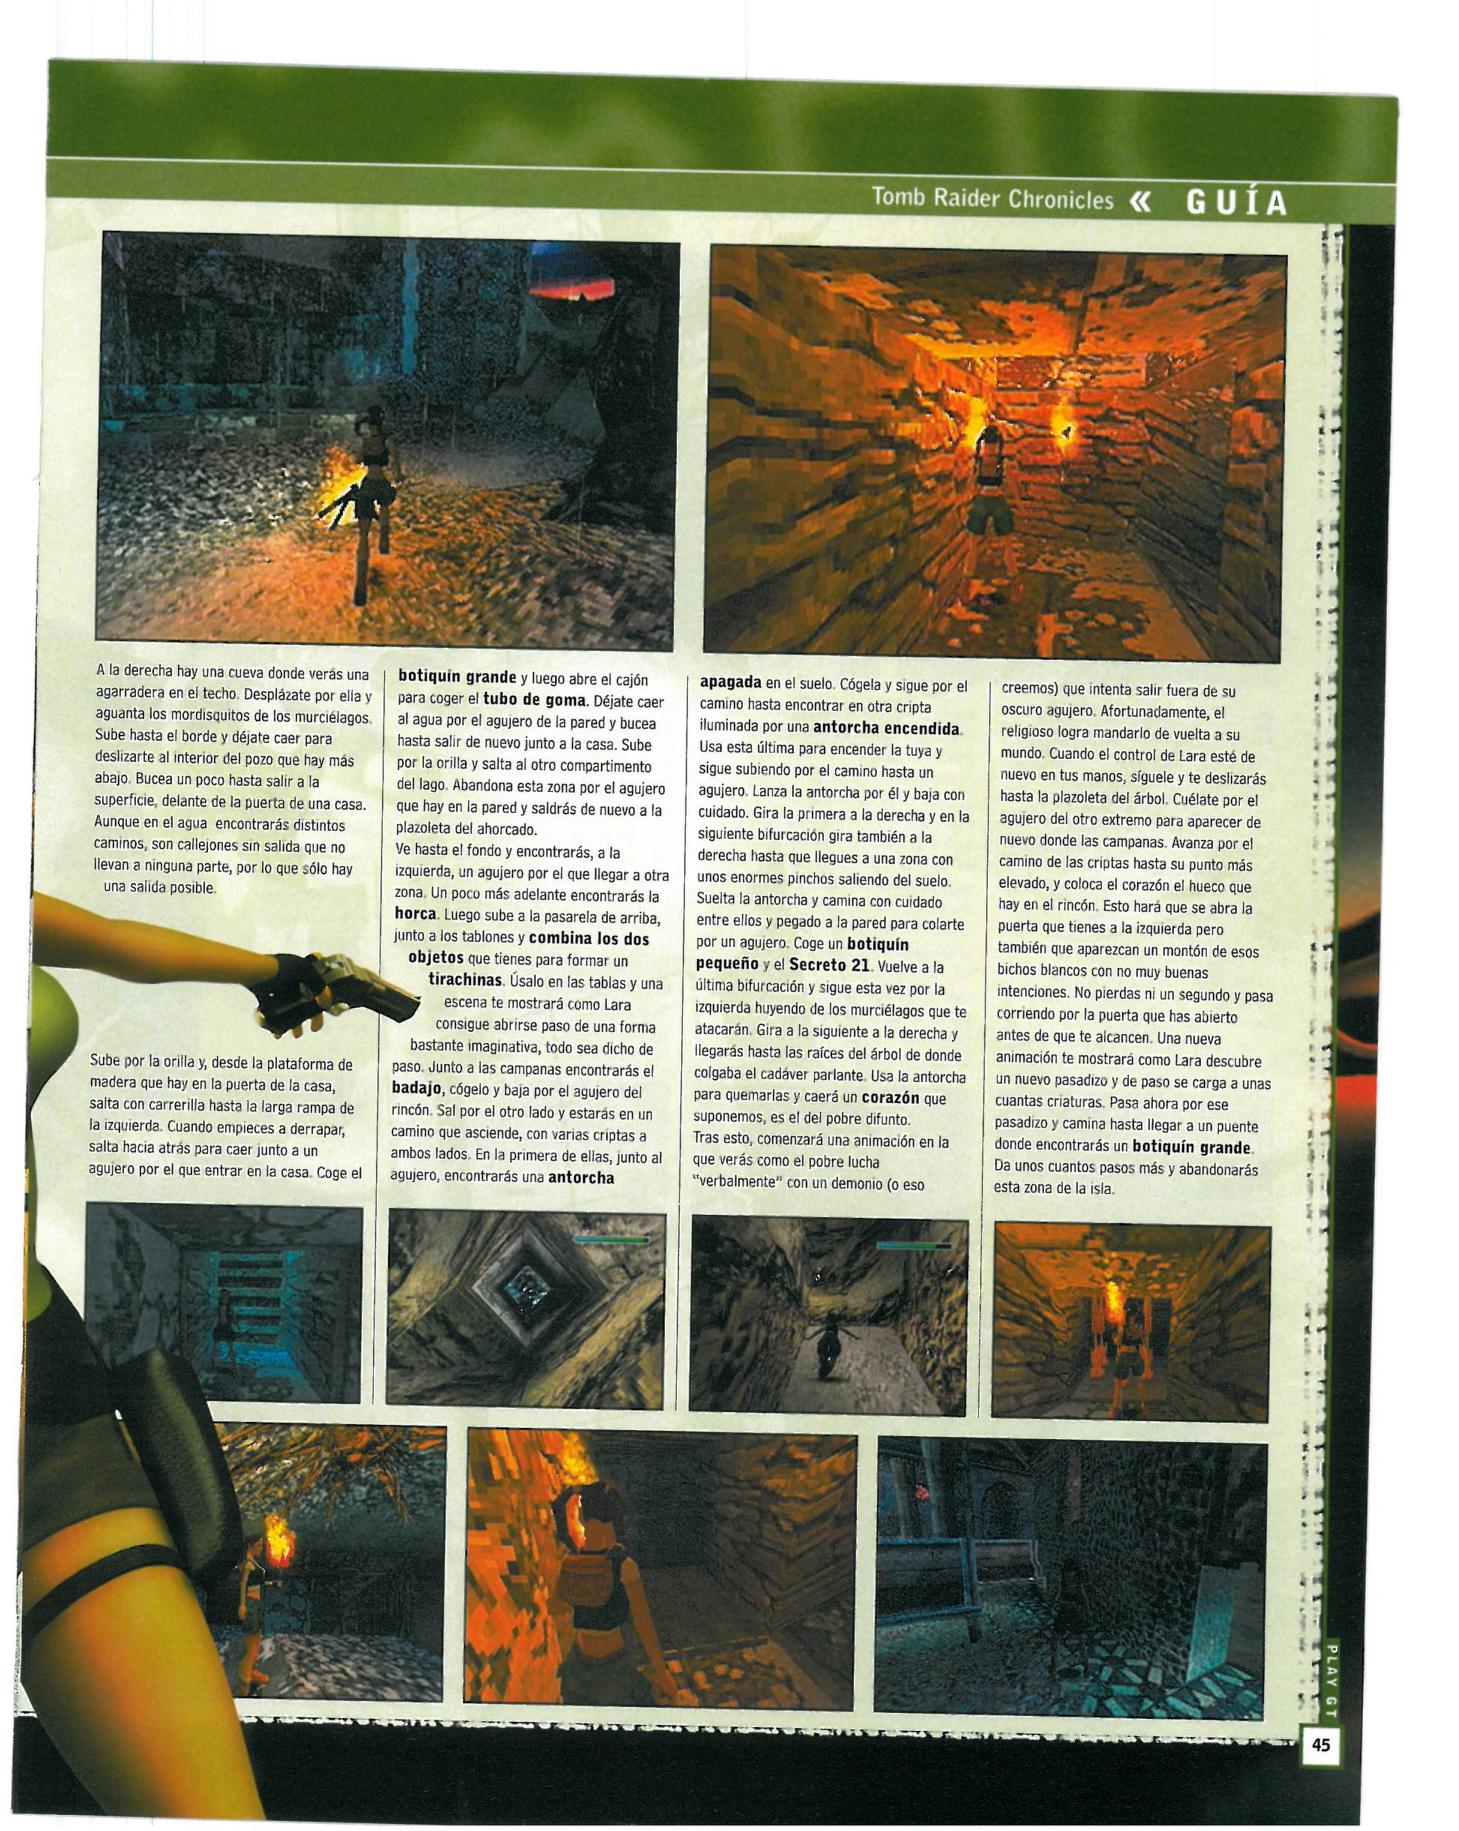 Tomb Raider Chronicles « GUÍA
A la derecha hay una cueva donde verás una
agarradera en el techo. Desplázate por ella y
aguanta los mordisquitos de los murciélagos.
Sube hasta el borde y déjate caer para
deslizarte al interior del pozo que hay más
abajo. Bucea un poco hasta salir a la
superficie, delante de la puerta de una casa.
Aunque en el agua encontrarás distintos
caminos, son callejones sin salida que no
llevan a ninguna parte, por lo que sólo hay
una salida posible.
Sube por la orilla y, desde la plataforma de
madera que hay en la puerta de la casa,
salta con carrerilla hasta la larga rampa de
la izquierda. Cuando empieces a derrapar,
salta hacia atrás para caer junto a un
agujero por el que entrar en la casa. Coge el
botiquín grande y luego abre el cajón
para coger el tubo de goma. Déjate caer
al agua por el agujero de la pared y bucea
hasta salir de nuevo junto a la casa. Sube
por la orilla y salta al otro compartimento
del lago. Abandona esta zona por el agujero
que hay en la pared y saldrás de nuevo a la
plazoleta del ahorcado.
Ve hasta el fondo y encontrarás, a la
izquierda, un agujero por el que llegar a otra
zona. Un poco más adelante encontrarás la
horca. Luego sube a la pasarela de arriba,
junto a los tablones y combina los dos
objetos que tienes para formar un
tirachinas. Úsalo en las tablas y una
escena te mostrará como Lara
consigue abrirse paso de una forma
bastante imaginativa, todo sea dicho de
paso. Junto a las campanas encontrarás el
badajo, cógelo y baja por el agujero del
rincón. Sal por el otro lado y estarás en un
camino que asciende, con varias criptas a
ambos lados. En la primera de ellas, junto al
agujero, encontrarás una antorcha
apagada en el suelo. Cógela y sigue por el
camino hasta encontrar en otra cripta
iluminada por una antorcha encendida.
Usa esta última para encender la tuya y
sigue subiendo por el camino hasta un
agujero. Lanza la antorcha por él y baja con
cuidado. Gira la primera a la derecha y en la
siguiente bifurcación gira también a la
derecha hasta que llegues a una zona con
unos enormes pinchos saliendo del suelo.
Suelta la antorcha y camina con cuidado
entre ellos y pegado a la pared para colarte
por un agujero. Coge un botiquín
pequeño y el Secreto 21. Vuelve a la
última bifurcación y sigue esta vez por la
izquierda huyendo de los murciélagos que te
atacarán. Gira a la siguiente a la derecha y
llegarás hasta las raíces del árbol de donde
colgaba el cadáver parlante. Usa la antorcha
para quemarlas y caerá un corazón que
suponemos, es el del pobre difunto.
Tras esto, comenzará una animación en la
que verás como el pobre lucha
"verbalmente" con un demonio (o eso
creemos) que intenta salir fuera de su
oscuro agujero. Afortunadamente, el
religioso logra mandarlo de vuelta a su
mundo. Cuando el control de Lara esté de
nuevo en tus manos, síguele y te deslizarás
hasta la plazoleta del árbol. Cuélate por el
agujero del otro extremo para aparecer de
nuevo donde las campanas. Avanza por el
camino de las criptas hasta su punto más
elevado, y coloca el corazón el hueco que
hay en el rincón. Esto hará que se abra la
puerta que tienes a la izquierda pero
también que aparezcan un montón de esos
bichos blancos con no muy buenas
intenciones. No pierdas ni un segundo y pasa
corriendo por la puerta que has abierto
antes de que te alcancen. Una nueva
animación te mostrará como Lara descubre
un nuevo pasadizo y de paso se carga a unas
cuantas criaturas. Pasa ahora por ese
pasadizo y camina hasta llegar a un puente
donde encontrarás un botiquín grande.
Da unos cuantos pasos más y abandonarás
esta zona de la isla.
PLAY GT
45